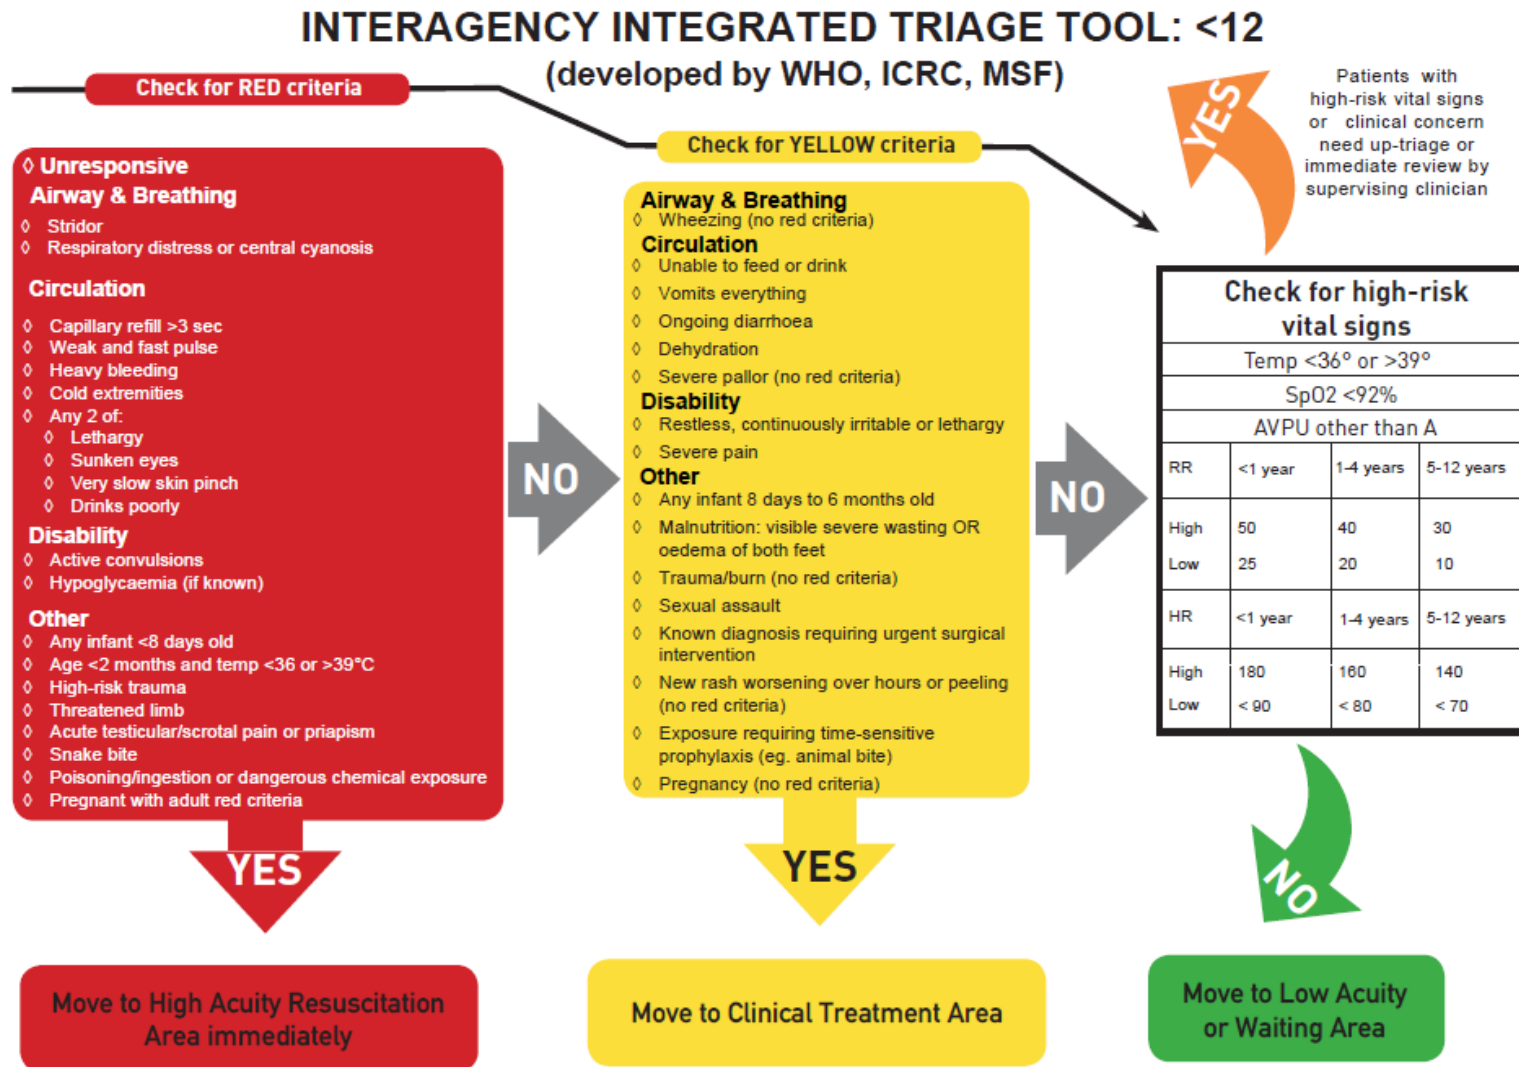 INTERAGENCY INTEGRATED TRIAGE TOOL: <12
(developed by WHO, ICRC, MSF)
Check for RED criteria
◊ Unresponsive
Airway & Breathing
◊ Stridor
◊ Respiratory distress or central cyanosis
Circulation
◊ Capillary refill >3 sec
◊ Weak and fast pulse
◊ Heavy bleeding
◊ Cold extremities
◊ Any 2 of:
◊ Lethargy
◊ Sunken eyes
◊ Very slow skin pinch
◊ Drinks poorly
Disability
◊ Active convulsions
◊ Hypoglycaemia (if known)
Other
◊ Any infant <8 days old
◊ Age <2 months and temp <36 or >39°C
◊ High-risk trauma
◊ Threatened limb
◊ Acute testicular/scrotal pain or priapism
◊ Snake bite
◊ Poisoning/ingestion or dangerous chemical exposure
◊ Pregnant with adult red criteria
YES
Move to High Acuity Resuscitation
Area immediately
NO
Check for YELLOW criteria
Airway & Breathing
◊ Wheezing (no red criteria)
Circulation
◊ Unable to feed or drink
◊ Vomits everything
◊ Ongoing diarrhoea
◊ Dehydration
◊ Severe pallor (no red criteria)
Disability
◊ Restless, continuously irritable or lethargy
◊ Severe pain
Other
◊ Any infant 8 days to 6 months old
◊ Malnutrition: visible severe wasting OR
oedema of both feet
◊ Trauma/burn (no red criteria)
◊ Sexual assault
◊ Known diagnosis requiring urgent surgical
intervention
◊ New rash worsening over hours or peeling
(no red criteria)
◊ Exposure requiring time-sensitive
prophylaxis (eg. animal bite)
◊ Pregnancy (no red criteria)
YES
Move to Clinical Treatment Area
NO
YES
Patients with
high-risk vital signs
or clinical concern
need up-triage or
immediate review by
supervising clinician
Check for high-risk
vital signs
Temp <36° or >39°
SpO2 <92%
AVPU other than A
RR <1 year 1-4 years 5-12 years
High 50 40 30
Low 25 20 10
HR <1 year 1-4 years 5-12 years
High 180 160 140
Low < 90 < 80 < 70
NO
Move to Low Acuity
or Waiting Area